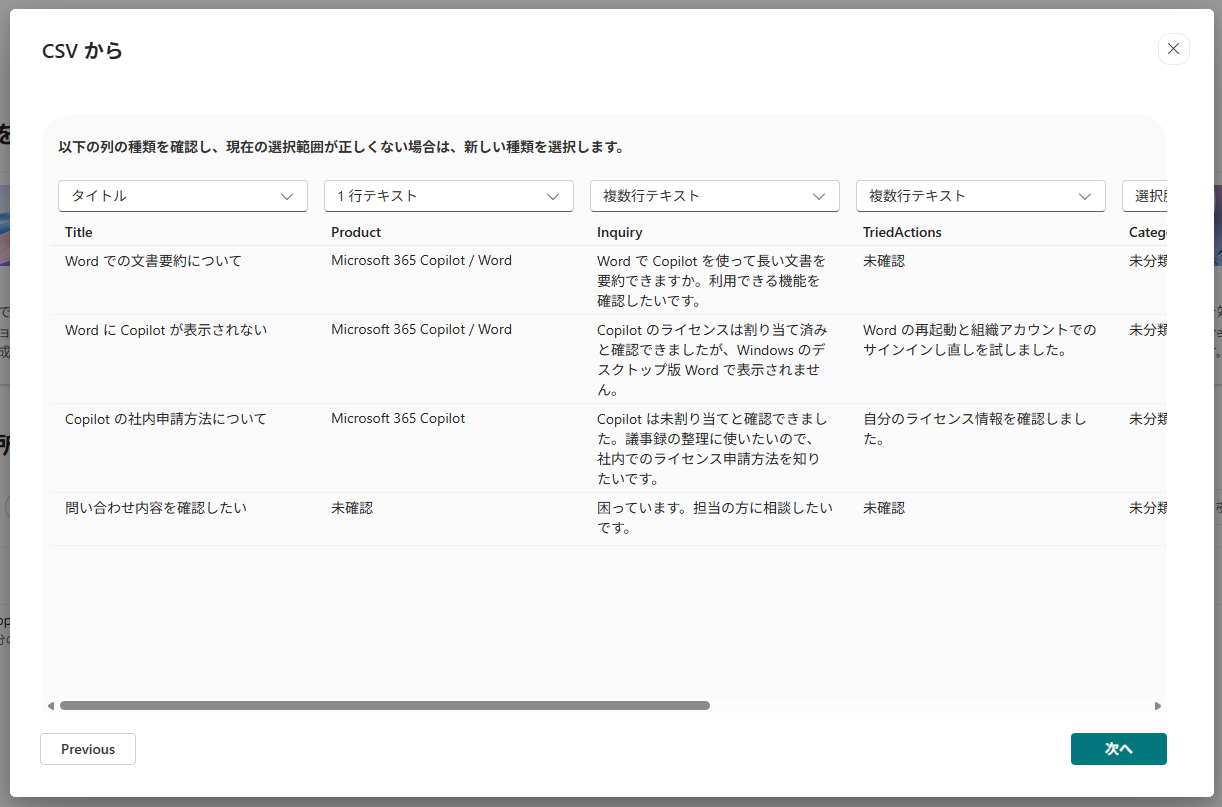 CSV から
以下の列の種類を確認し、現在の選択範囲が正しくない場合は、新しい種類を選択します。
タイトル
1 行テキスト
複数行テキスト
複数行テキスト
選択肢
Title
Product
Inquiry
TriedActions
Categ
Word での文書要約について
Microsoft 365 Copilot / Word
Word で Copilot を使って長い文書を
要約できますか。利用できる機能を
確認したいです。
未確認
未分類
Word に Copilot が表示されない
Microsoft 365 Copilot / Word
Copilot のライセンスは割り当て済み
と確認できましたが、Windows のデ
スクトップ版 Word で表示されませ
ん。
Word の再起動と組織アカウントでの
サインインし直しを試しました。
未分類
Copilot の社内申請方法について
Microsoft 365 Copilot
Copilot は未割り当てと確認できまし
た。議事録の整理に使いたいので、
社内でのライセンス申請方法を知り
たいです。
自分のライセンス情報を確認しまし
た。
未分類
問い合わせ内容を確認したい
未確認
困っています。担当の方に相談したい
です。
未確認
未分類
Previous
次へ